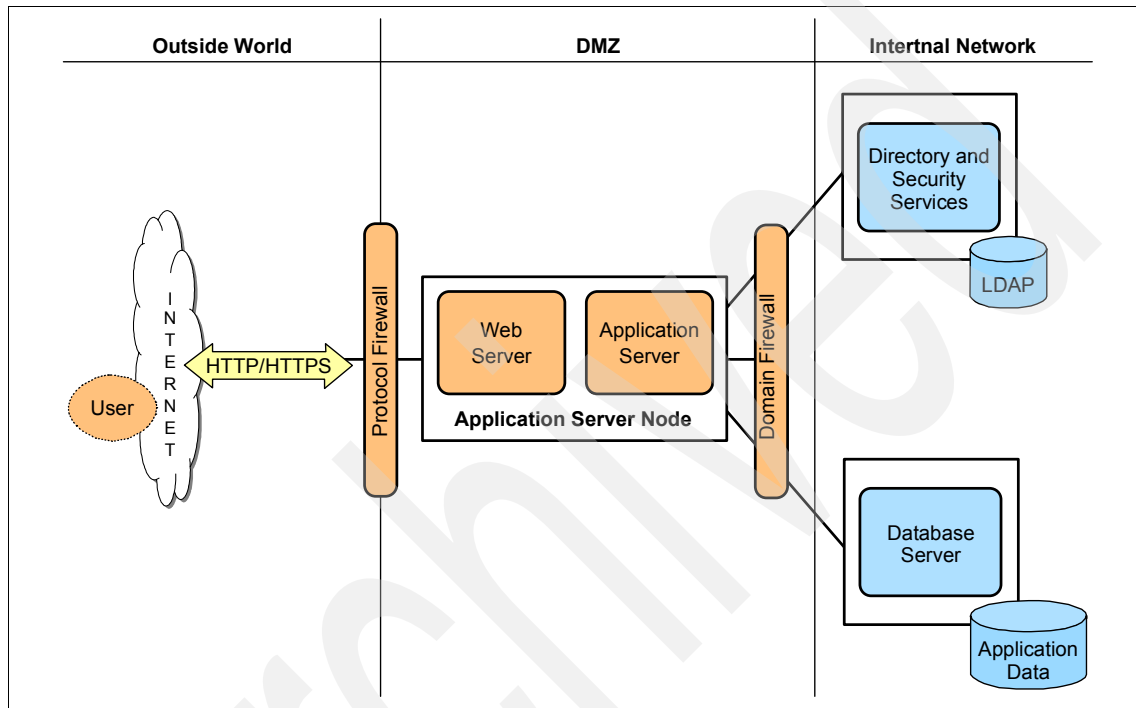 Outside World
DMZ
Intertnal Network
Directory and
Security
Services
LDAP
INTERNET
HTTP/HTTPS
User
Protocol Firewall
Web
Server
Application
Server
Application Server Node
Domain Firewall
Database
Server
Application
Data